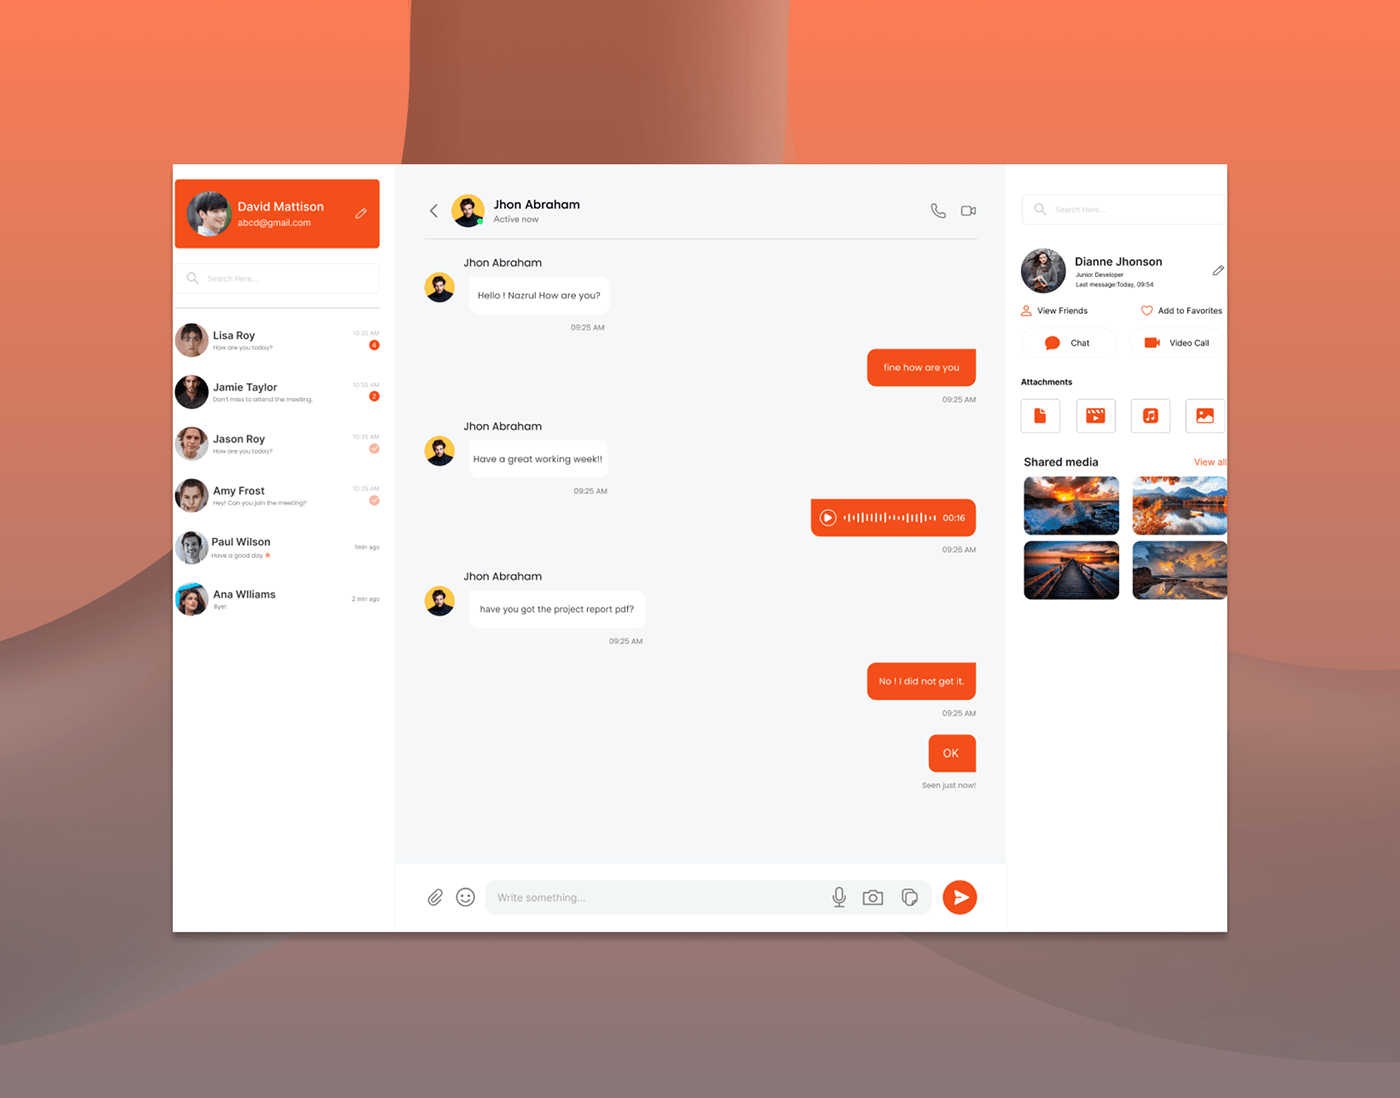 David Mattison
abcd@gmail.com
Search Here...
Lisa Roy
10:35 AM
How are you today?
4
Jamie Taylor
10:35 AM
Don't miss to attend the meeting.
2
Jason Roy
10:35 AM
How are you today?
Amy Frost
10:35 AM
Hey! Can you join the meeting?
Paul Wilson
1min ago
Have a good day
Ana Wlliams
2 min ago
Bye!
Jhon Abraham
Active now
Jhon Abraham
Hello ! Nazrul How are you?
09:25 AM
fine how are you
09:25 AM
Jhon Abraham
Have a great working week!!
09:25 AM
00:16
09:26 AM
Jhon Abraham
have you got the project report pdf?
09:25 AM
No ! I did not get it.
09:25 AM
OK
Seen just now!
Write something...
Search Here...
Dianne Jhonson
Junior Developer
Last message:Today, 09:54
View Friends
Add to Favorites
Chat
Video Call
Attachments
Shared media
View all